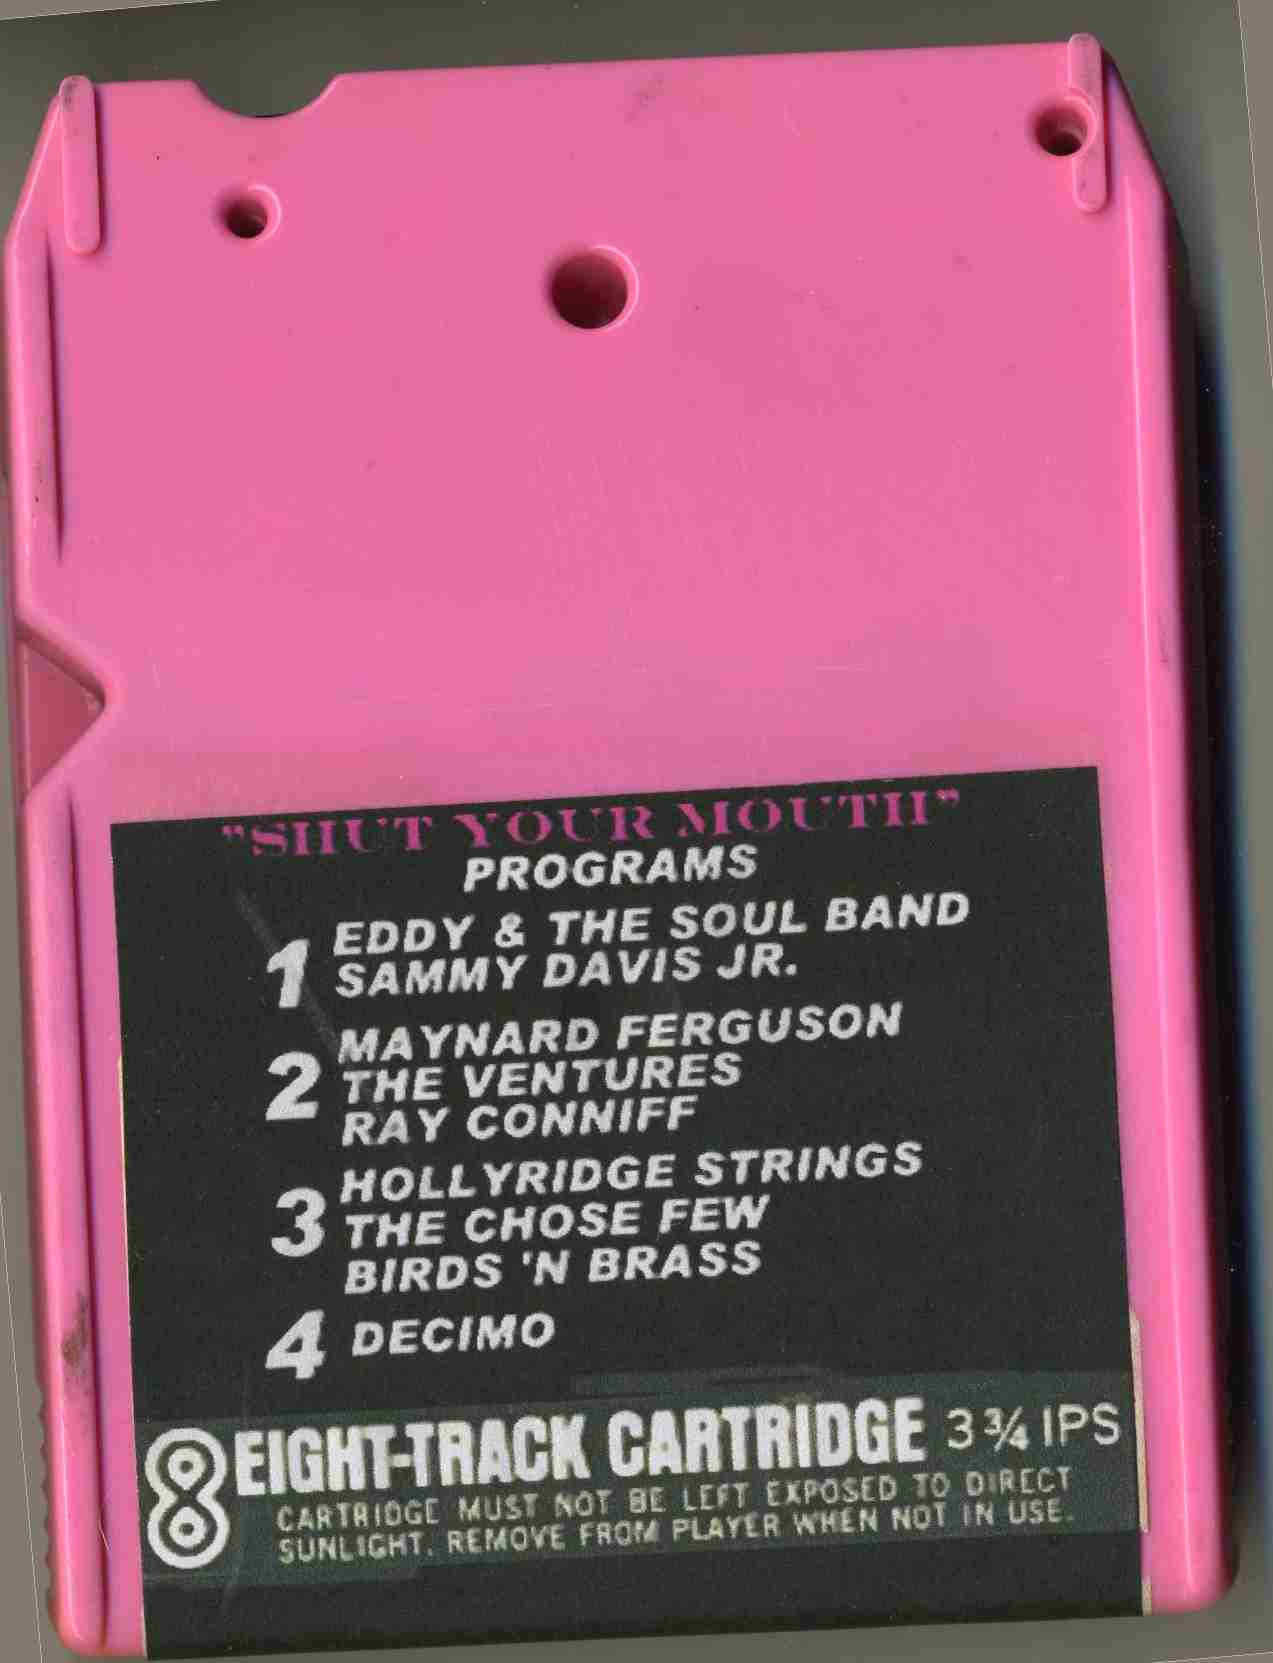 "SHUT YOUR MOUTH"
PROGRAMS
1 EDDY & THE SOUL BAND
SAMMY DAVIS JR.
2 MAYNARD FERGUSON
THE VENTURES
RAY CONNIFF
3 HOLLYRIDGE STRINGS
THE CHOSE FEW
BIRDS 'N BRASS
4 DECIMO
8 EIGHT-TRACK CARTRIDGE 3 ¾ IPS
CARTRIDGE MUST NOT BE LEFT EXPOSED TO DIRECT
SUNLIGHT. REMOVE FROM PLAYER WHEN NOT IN USE.